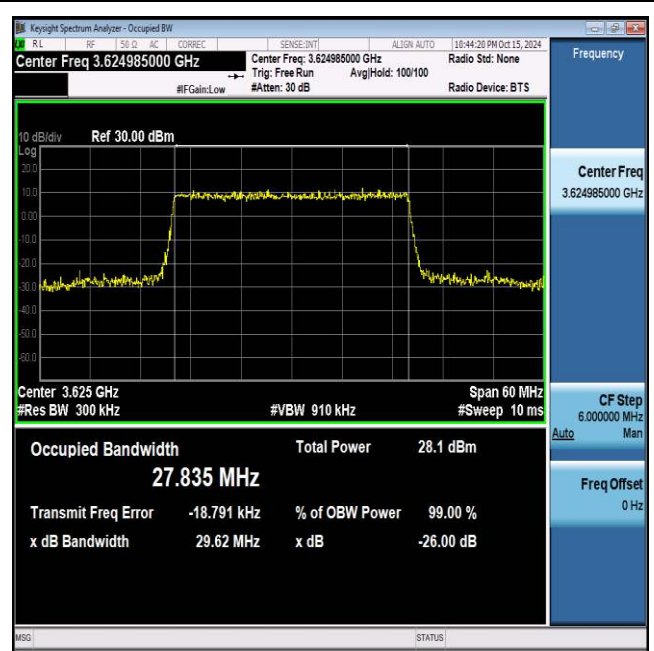 Keysight Spectrum Analyzer - Occupied BW
RL RF 50 Ω AC CORREC SENSE:INT ALIGN AUTO 10:44:20 PM Oct 15, 2024
Center Freq 3.624985000 GHz Center Freq: 3.624985000 GHz Radio Std: None
Trig: Free Run Avg|Hold: 100/100
#IFGain:Low #Atten: 30 dB Radio Device: BTS
10 dB/div Ref 30.00 dBm
Log
20.0
10.0
0.00
-10.0
-20.0
-30.0
-40.0
-50.0
-60.0
Center 3.625 GHz Span 60 MHz
#Res BW 300 kHz #VBW 910 kHz #Sweep 10 ms
Occupied Bandwidth Total Power 28.1 dBm
27.835 MHz
Transmit Freq Error -18.791 kHz % of OBW Power 99.00 %
x dB Bandwidth 29.62 MHz x dB -26.00 dB
MSG STATUS
Frequency
Center Freq
3.624985000 GHz
CF Step
6.000000 MHz
Auto Man
Freq Offset
0 Hz